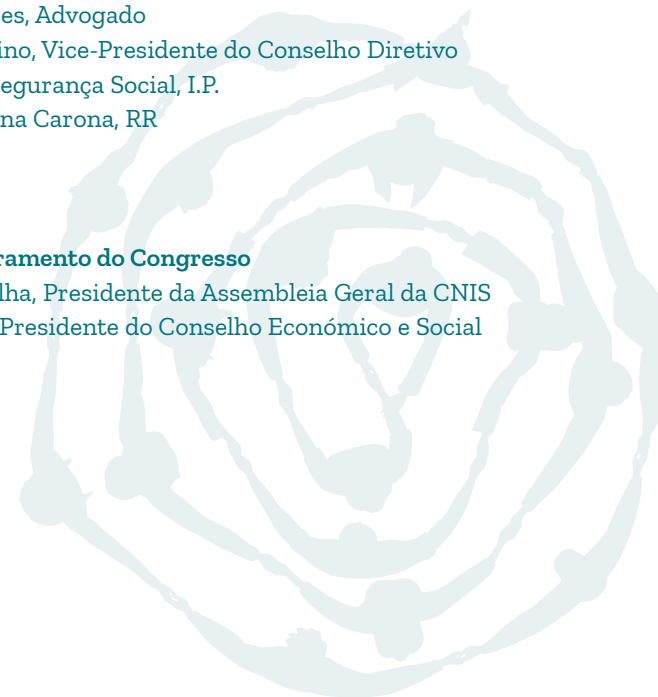 es, Advogado
ino, Vice-Presidente do Conselho Diretivo
egurança Social, I.P.
na Carona, RR
ramento do Congresso
lha, Presidente da Assembleia Geral da CNIS
Presidente do Conselho Económico e Social